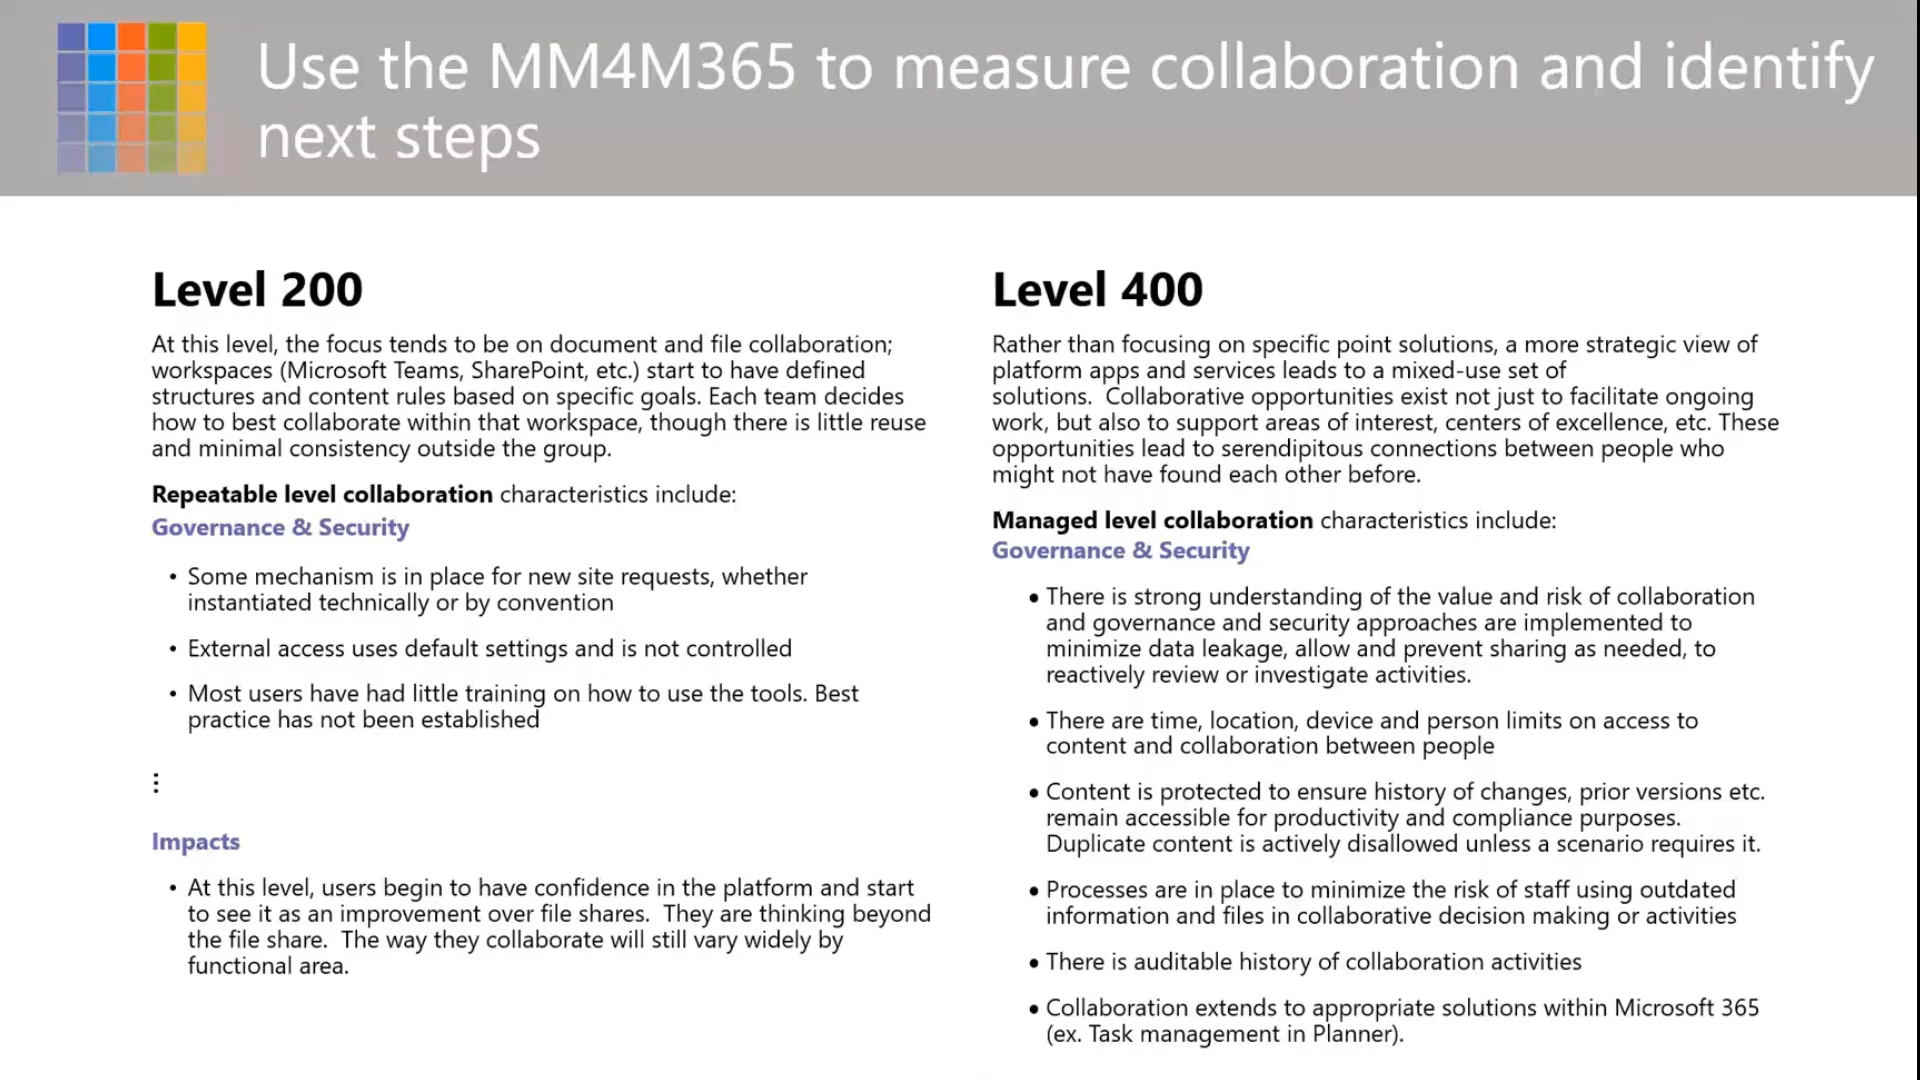 Use the MM4M365 to measure collaboration and identify
next steps
Level 200
At this level, the focus tends to be on document and file collaboration;
workspaces (Microsoft Teams, SharePoint, etc.) start to have defined
structures and content rules based on specific goals. Each team decides
how to best collaborate within that workspace, though there is little reuse
and minimal consistency outside the group.
Repeatable level collaboration characteristics include:
Governance & Security
• Some mechanism is in place for new site requests, whether
instantiated technically or by convention
• External access uses default settings and is not controlled
• Most users have had little training on how to use the tools. Best
practice has not been established
⋮
Impacts
• At this level, users begin to have confidence in the platform and start
to see it as an improvement over file shares.  They are thinking beyond
the file share.  The way they collaborate will still vary widely by
functional area.
Level 400
Rather than focusing on specific point solutions, a more strategic view of
platform apps and services leads to a mixed-use set of
solutions.  Collaborative opportunities exist not just to facilitate ongoing
work, but also to support areas of interest, centers of excellence, etc. These
opportunities lead to serendipitous connections between people who
might not have found each other before.
Managed level collaboration characteristics include:
Governance & Security
• There is strong understanding of the value and risk of collaboration
and governance and security approaches are implemented to
minimize data leakage, allow and prevent sharing as needed, to
reactively review or investigate activities.
• There are time, location, device and person limits on access to
content and collaboration between people
• Content is protected to ensure history of changes, prior versions etc.
remain accessible for productivity and compliance purposes.
Duplicate content is actively disallowed unless a scenario requires it.
• Processes are in place to minimize the risk of staff using outdated
information and files in collaborative decision making or activities
• There is auditable history of collaboration activities
• Collaboration extends to appropriate solutions within Microsoft 365
(ex. Task management in Planner).